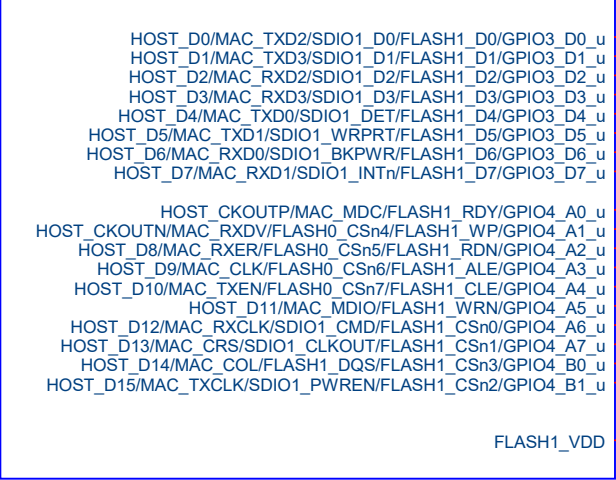 HOST_D0/MAC_TXD2/SDIO1_D0/FLASH1_D0/GPIO3_D0_u
HOST_D1/MAC_TXD3/SDIO1_D1/FLASH1_D1/GPIO3_D1_u
HOST_D2/MAC_RXD2/SDIO1_D2/FLASH1_D2/GPIO3_D2_u
HOST_D3/MAC_RXD3/SDIO1_D3/FLASH1_D3/GPIO3_D3_u
HOST_D4/MAC_TXD0/SDIO1_DET/FLASH1_D4/GPIO3_D4_u
HOST_D5/MAC_TXD1/SDIO1_WRPRT/FLASH1_D5/GPIO3_D5_u
HOST_D6/MAC_RXD0/SDIO1_BKPWR/FLASH1_D6/GPIO3_D6_u
HOST_D7/MAC_RXD1/SDIO1_INTn/FLASH1_D7/GPIO3_D7_u
HOST_CKOUTP/MAC_MDC/FLASH1_RDY/GPIO4_A0_u
HOST_CKOUTN/MAC_RXDV/FLASH0_CSn4/FLASH1_WP/GPIO4_A1_u
HOST_D8/MAC_RXER/FLASH0_CSn5/FLASH1_RDN/GPIO4_A2_u
HOST_D9/MAC_CLK/FLASH0_CSn6/FLASH1_ALE/GPIO4_A3_u
HOST_D10/MAC_TXEN/FLASH0_CSn7/FLASH1_CLE/GPIO4_A4_u
HOST_D11/MAC_MDIO/FLASH1_WRN/GPIO4_A5_u
HOST_D12/MAC_RXCLK/SDIO1_CMD/FLASH1_CSn0/GPIO4_A6_u
HOST_D13/MAC_CRS/SDIO1_CLKOUT/FLASH1_CSn1/GPIO4_A7_u
HOST_D14/MAC_COL/FLASH1_DQS/FLASH1_CSn3/GPIO4_B0_u
HOST_D15/MAC_TXCLK/SDIO1_PWREN/FLASH1_CSn2/GPIO4_B1_u
FLASH1_VDD